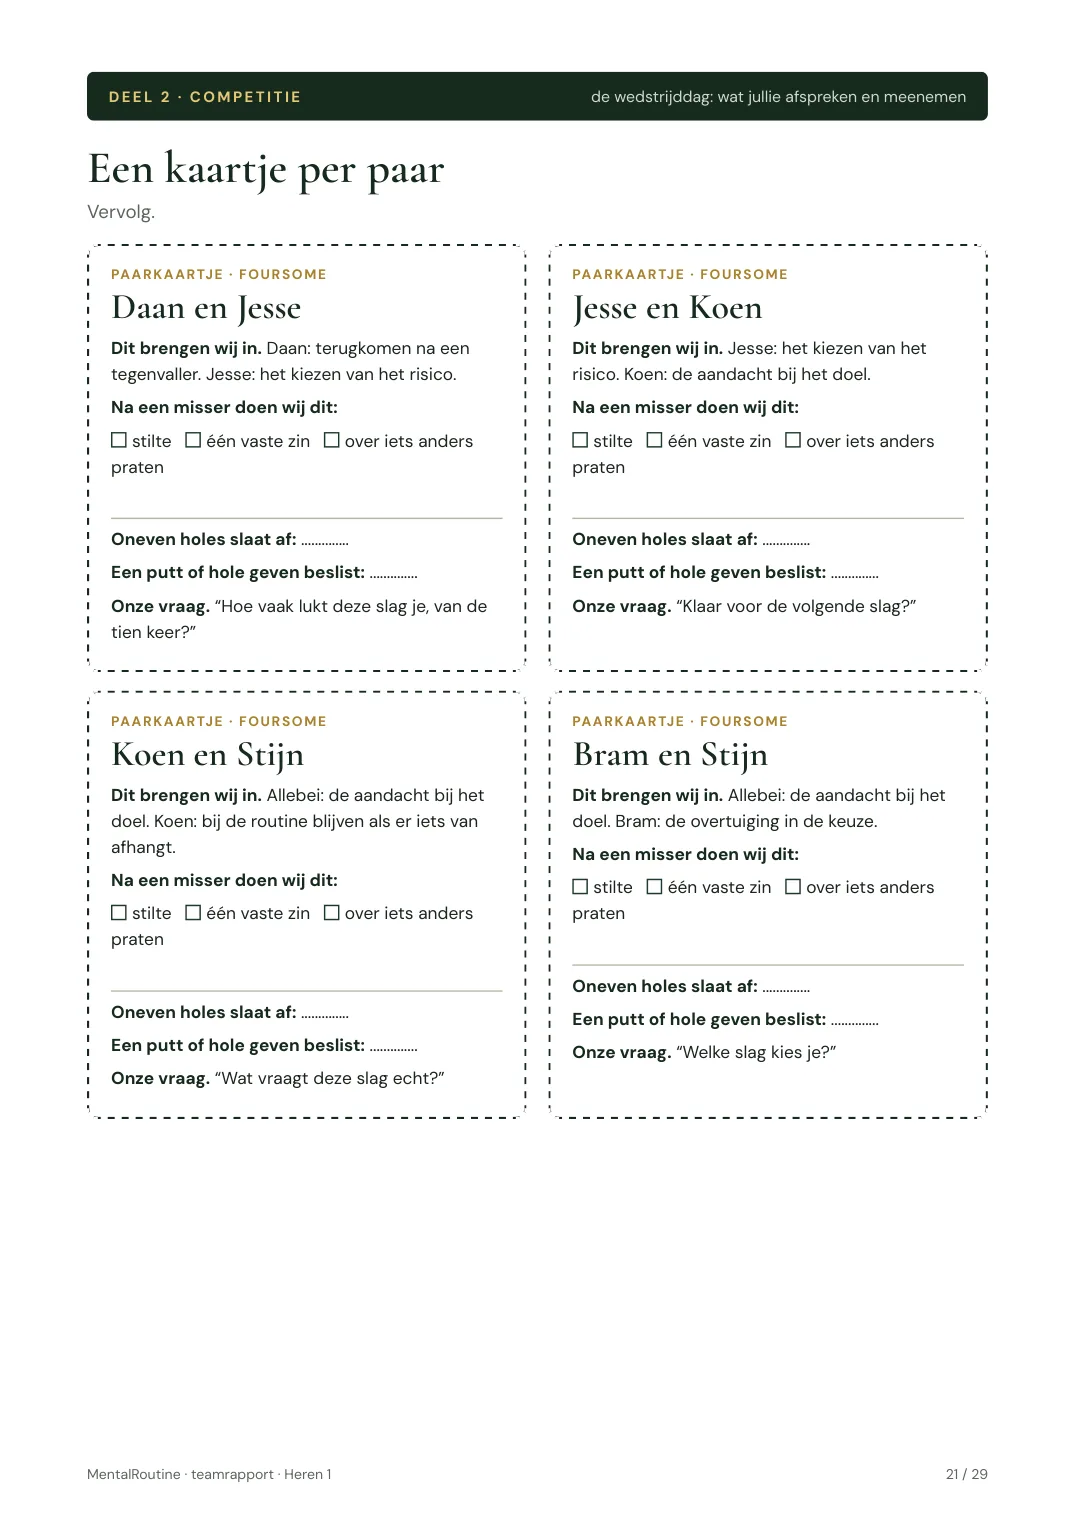 DEEL 2 · COMPETITIE
de wedstrijddag: wat jullie afspreken en meenemen
Een kaartje per paar
Vervolg.
PAARKAARTJE · FOURSOME
Daan en Jesse
Dit brengen wij in. Daan: terugkomen na een
tegenvaller. Jesse: het kiezen van het risico.
Na een misser doen wij dit:
☐ stilte ☐ één vaste zin ☐ over iets anders
praten
Oneven holes slaat af: ..............
Een putt of hole geven beslist: ..............
Onze vraag. “Hoe vaak lukt deze slag je, van de
tien keer?”
PAARKAARTJE · FOURSOME
Jesse en Koen
Dit brengen wij in. Jesse: het kiezen van het
risico. Koen: de aandacht bij het doel.
Na een misser doen wij dit:
☐ stilte ☐ één vaste zin ☐ over iets anders
praten
Oneven holes slaat af: ..............
Een putt of hole geven beslist: ..............
Onze vraag. “Klaar voor de volgende slag?”
PAARKAARTJE · FOURSOME
Koen en Stijn
Dit brengen wij in. Allebei: de aandacht bij het
doel. Koen: bij de routine blijven als er iets van
afhangt.
Na een misser doen wij dit:
☐ stilte ☐ één vaste zin ☐ over iets anders
praten
Oneven holes slaat af: ..............
Een putt of hole geven beslist: ..............
Onze vraag. “Wat vraagt deze slag echt?”
PAARKAARTJE · FOURSOME
Bram en Stijn
Dit brengen wij in. Allebei: de aandacht bij het
doel. Bram: de overtuiging in de keuze.
Na een misser doen wij dit:
☐ stilte ☐ één vaste zin ☐ over iets anders
praten
Oneven holes slaat af: ..............
Een putt of hole geven beslist: ..............
Onze vraag. “Welke slag kies je?”
MentalRoutine · teamrapport · Heren 1
21 / 29